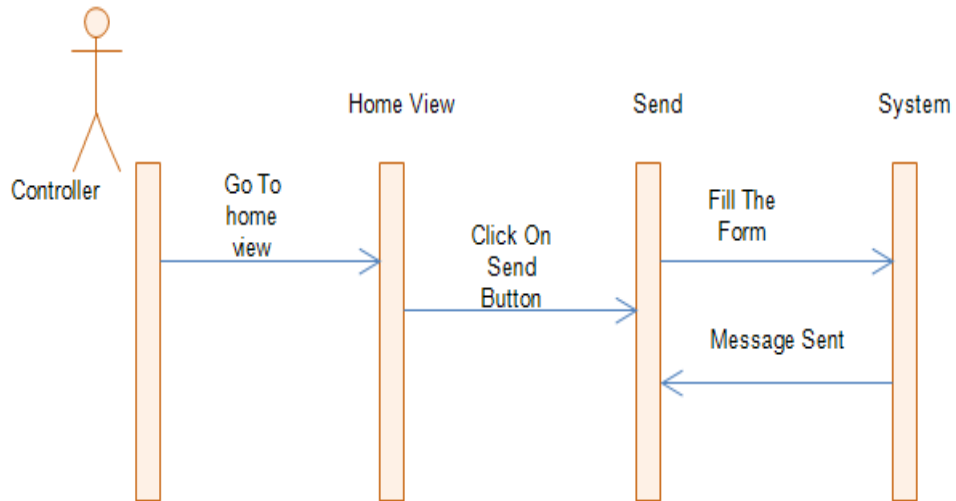 Home View
Send
System
Controller
Go To
home
view
Click On
Send
Button
Fill The
Form
Message Sent